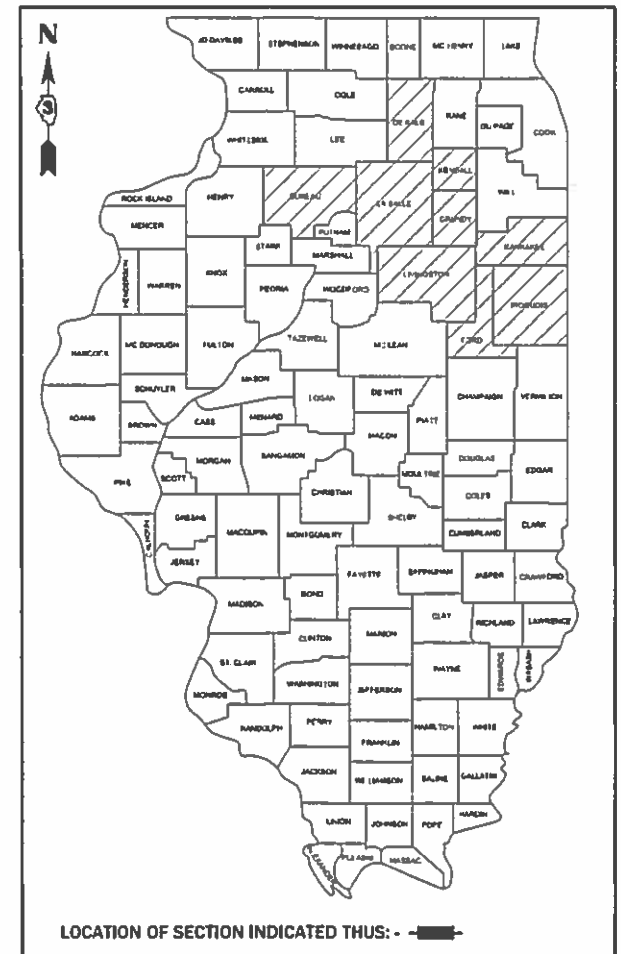 N
JO DAVIESS STEPHENSON WINNEBAGO BOONE MC HENRY LAKE
CARROLL OGLE DE KALB KANE DU PAGE COOK
WHITESIDE LEE KENDALL WILL
ROCK ISLAND HENRY BUREAU LA SALLE GRUNDY
MERCER PUTNAM KANKAKEE
HENDERSON WARREN KNOX STARK MARSHALL LIVINGSTON
PEORIA WOODFORD IROQUOIS
HANCOCK MC DONOUGH FULTON TAZEWELL MC LEAN FORD
SCHUYLER MASON LOGAN DE WITT CHAMPAIGN VERMILION
ADAMS BROWN CASS MENARD MACON PIATT
PIKE SCOTT MORGAN SANGAMON MOULTRIE DOUGLAS EDGAR
CHRISTIAN COLES
CALHOUN GREENE MACOUPIN MONTGOMERY SHELBY CUMBERLAND CLARK
JERSEY FAYETTE EFFINGHAM JASPER CRAWFORD
MADISON BOND CLAY RICHLAND LAWRENCE
ST. CLAIR CLINTON MARION WAYNE EDWARDS WABASH
MONROE WASHINGTON JEFFERSON
RANDOLPH PERRY FRANKLIN HAMILTON WHITE
JACKSON WILLIAMSON SALINE GALLATIN
UNION JOHNSON POPE HARDIN
ALEXANDER PULASKI MASSAC
LOCATION OF SECTION INDICATED THUS: -